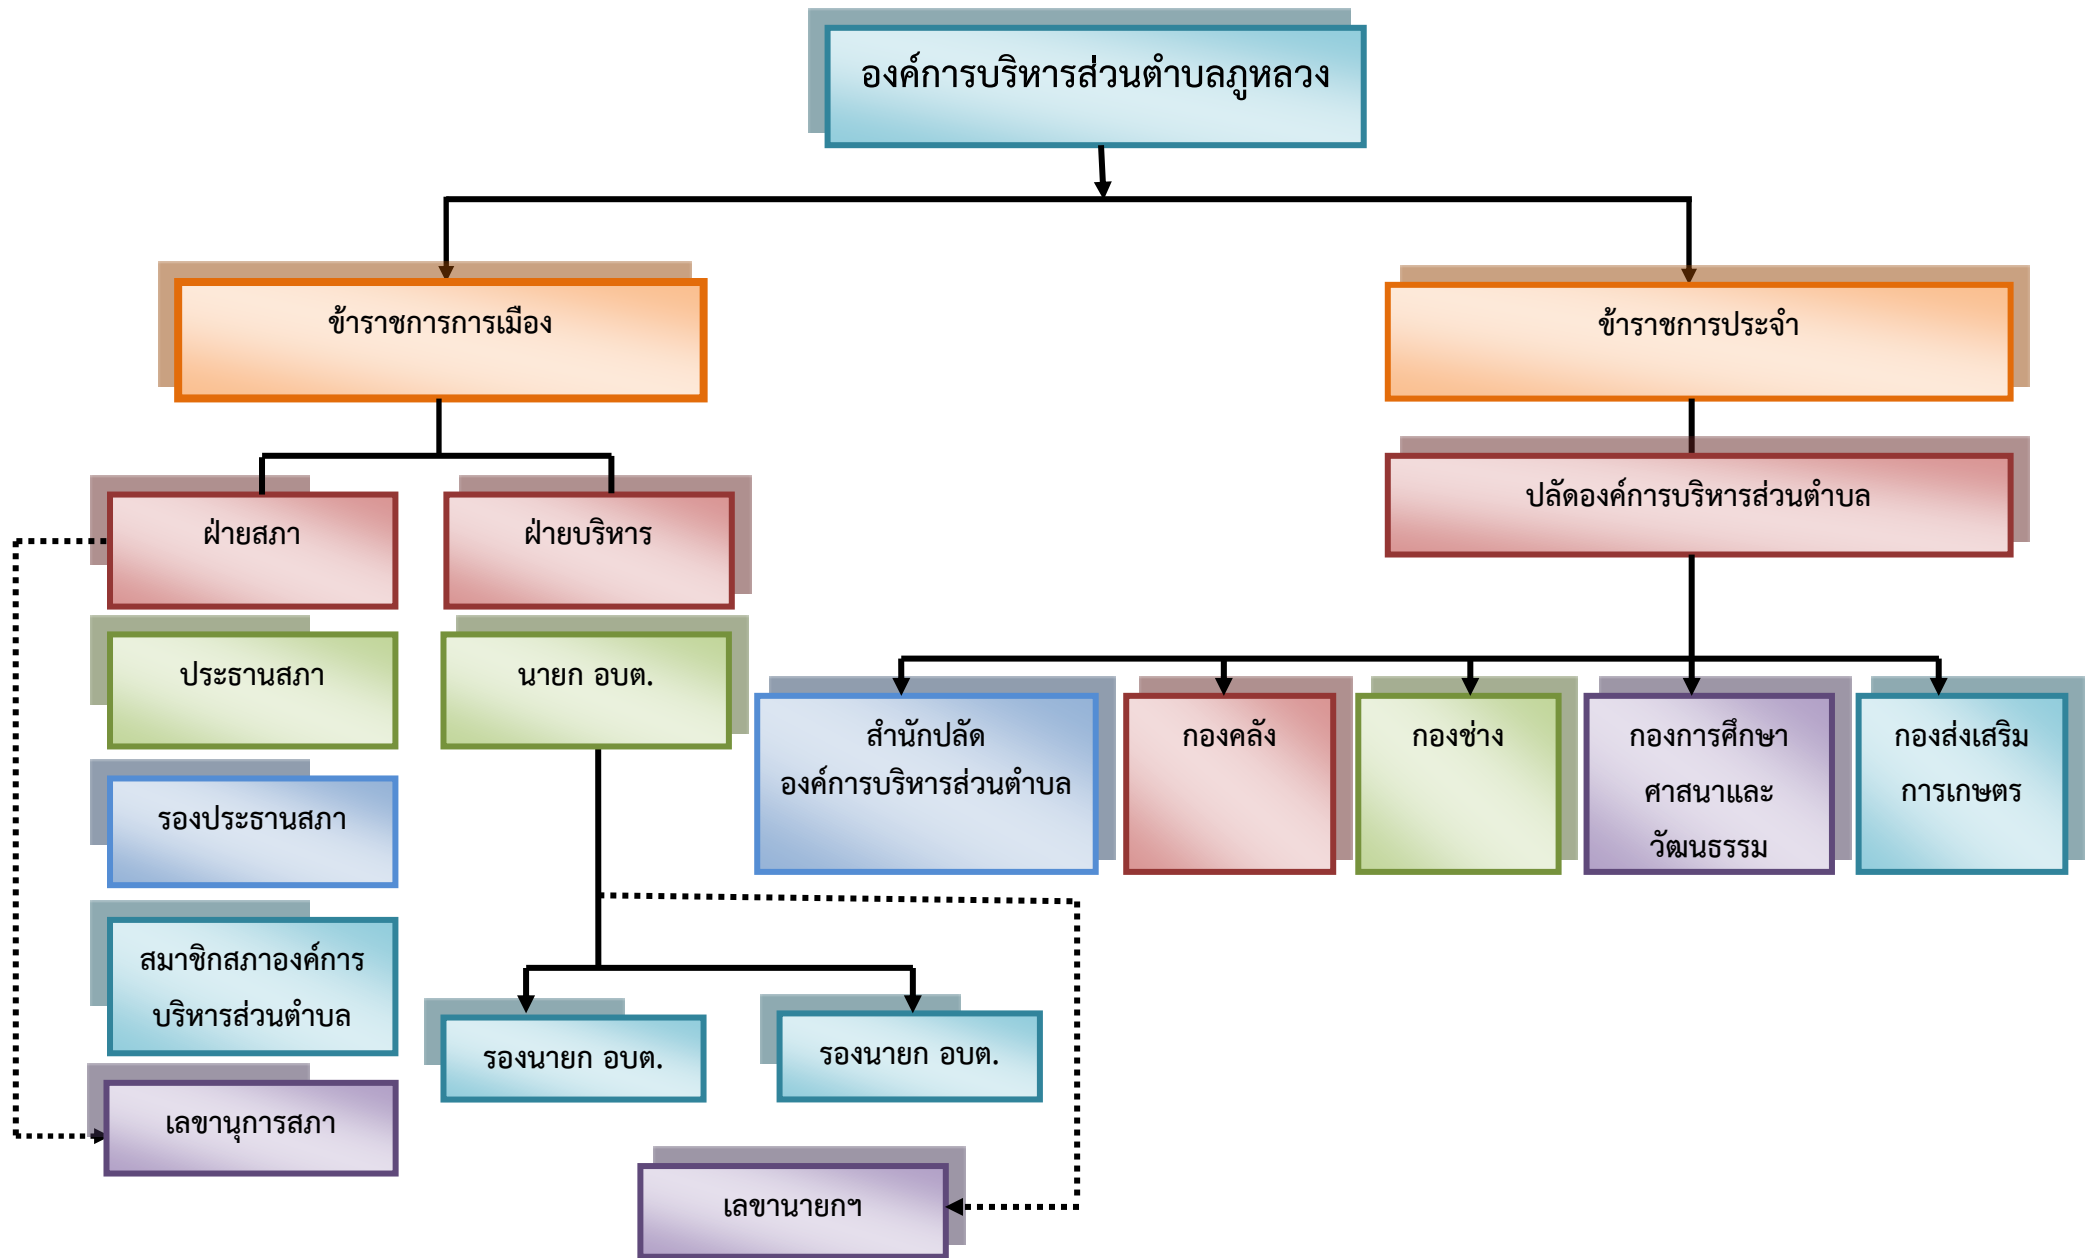 องค์การบริหารส่วนตำบลภูหลวง
ข้าราชการการเมือง
ข้าราชการประจำ
ปลัดองค์การบริหารส่วนตำบล
ฝ่ายสภา
ฝ่ายบริหาร
ประธานสภา
นายก อบต.
รองประธานสภา
สมาชิกสภาองค์การ
บริหารส่วนตำบล
เลขานุการสภา
รองนายก อบต.
รองนายก อบต.
เลขานายกฯ
สำนักปลัด
องค์การบริหารส่วนตำบล
กองคลัง
กองช่าง
กองการศึกษา
ศาสนาและ
วัฒนธรรม
กองส่งเสริม
การเกษตร